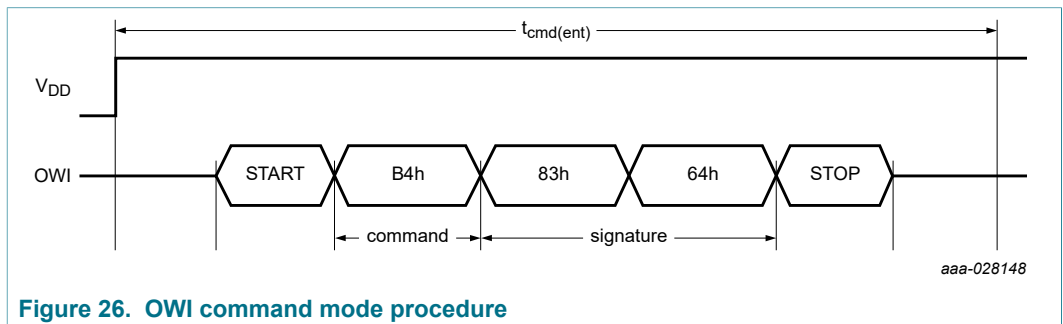 tcmd(ent)
VDD
OWI START B4h 83h 64h STOP
command signature
aaa-028148
Figure 26. OWI command mode procedure